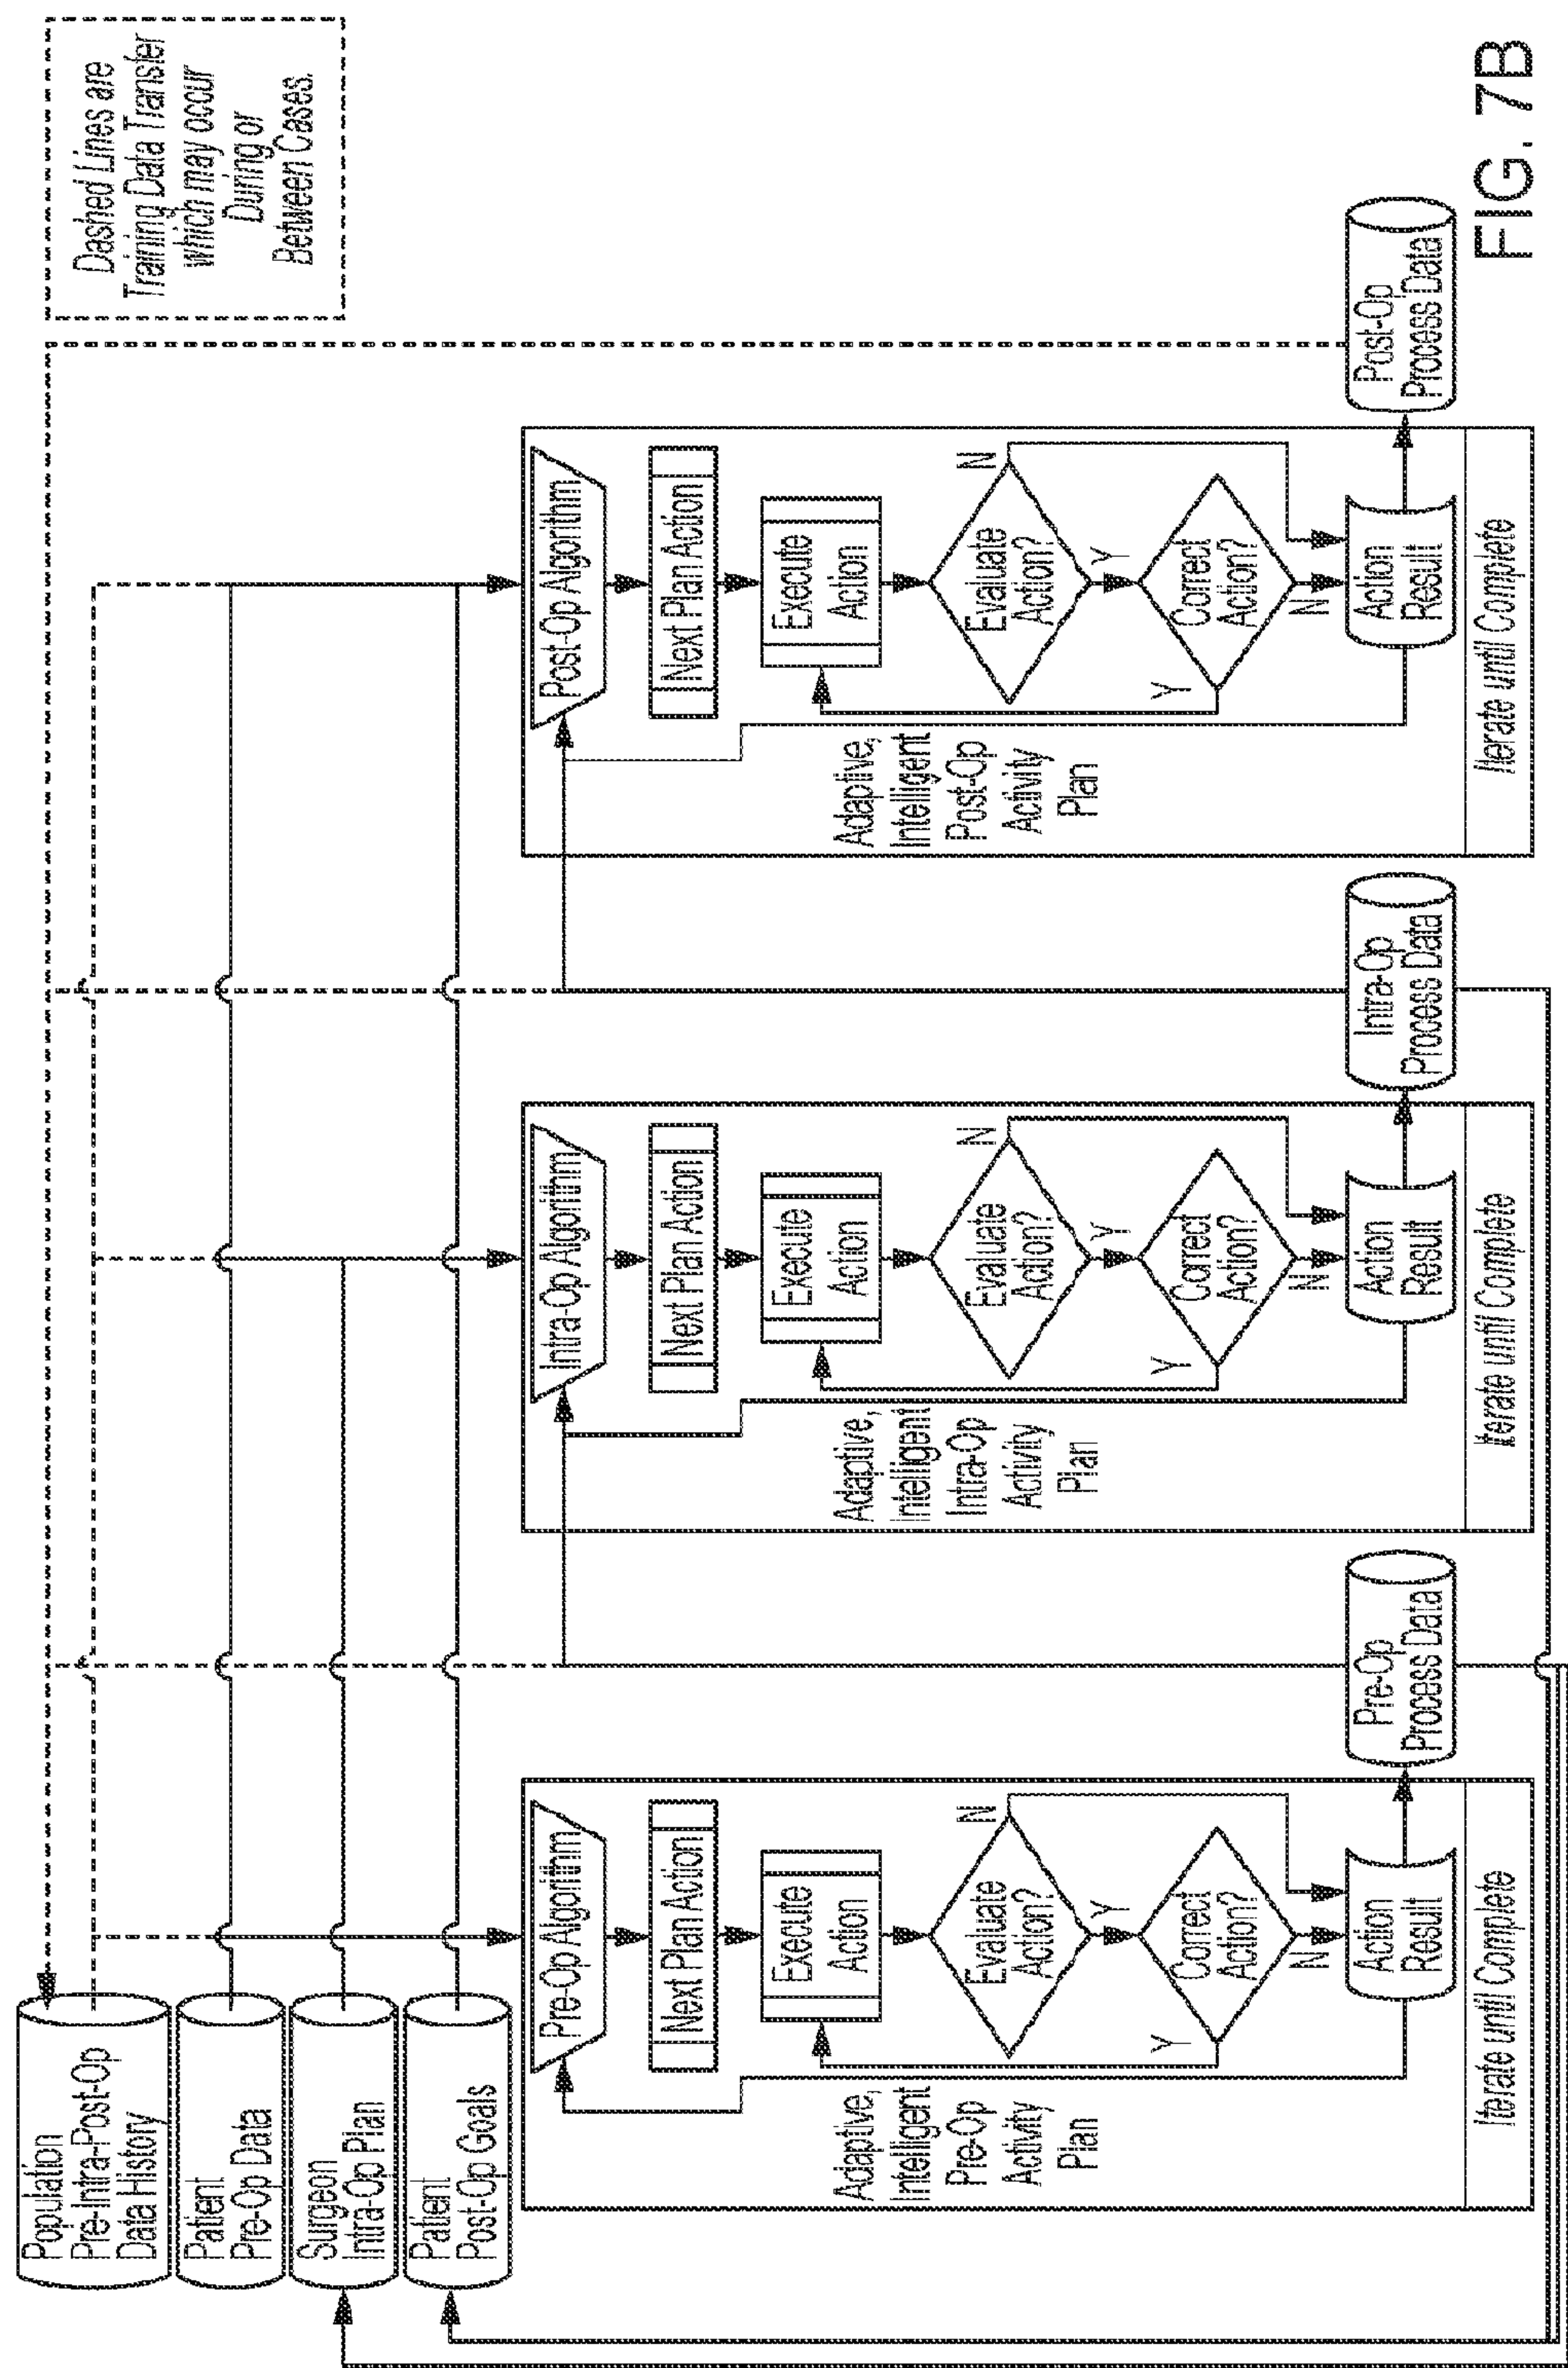 Population
Pre-Intra-Post-Op
Data History
Patient
Pre-Op Data
Surgeon
Intra-Op Plan
Patient
Post-Op Goals
Dashed Lines are
Training Data Transfer
which may occur
During or
Between Cases.
Pre-Op Algorithm
Next Plan Action
Execute
Action
Evaluate
Action?
N
Y
Correct
Action?
Y
N
Action
Result
Adaptive,
Intelligent
Pre-Op
Activity
Plan
Iterate until Complete
Pre-Op
Process Data
Intra-Op Algorithm
Next Plan Action
Execute
Action
Evaluate
Action?
N
Y
Correct
Action?
Y
N
Action
Result
Adaptive,
Intelligent
Intra-Op
Activity
Plan
Iterate until Complete
Intra-Op
Process Data
Post-Op Algorithm
Next Plan Action
Execute
Action
Evaluate
Action?
N
Y
Correct
Action?
Y
N
Action
Result
Adaptive,
Intelligent
Post-Op
Activity
Plan
Iterate until Complete
Post-Op
Process Data
FIG. 7B